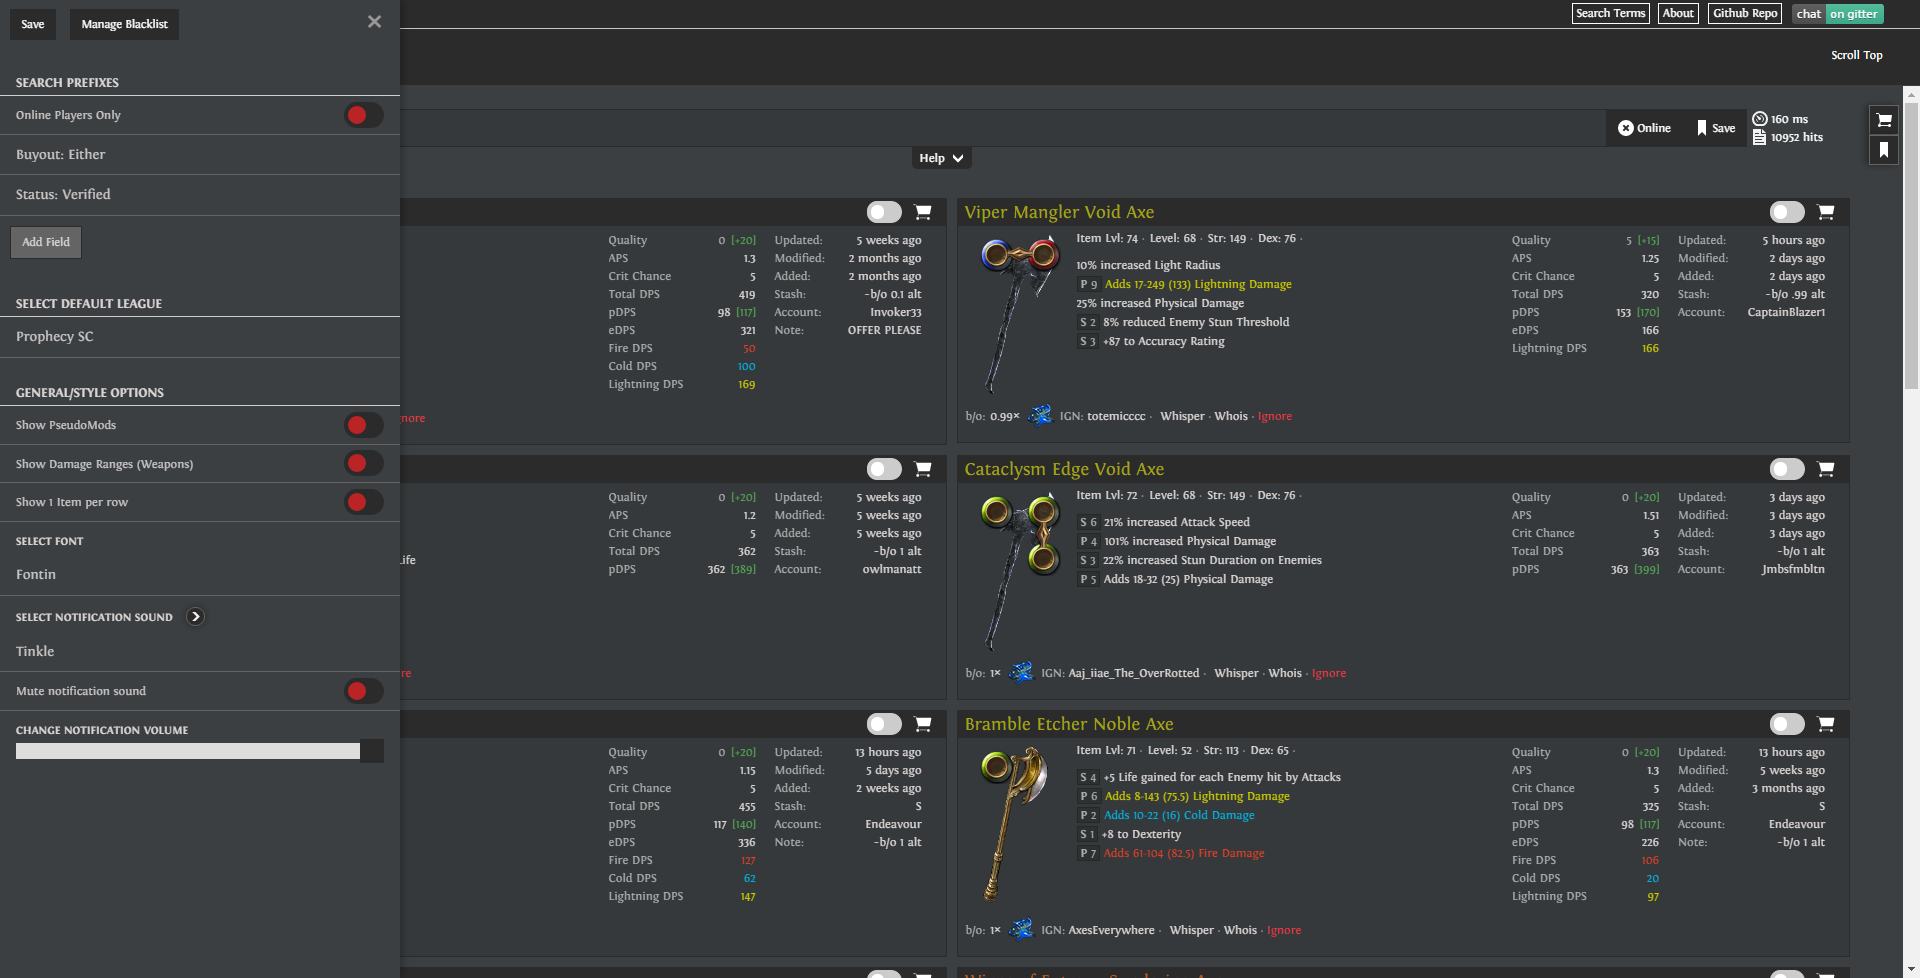 Save
Manage Blacklist
SEARCH PREFIXES
Online Players Only
Buyout: Either
Status: Verified
Add Field
SELECT DEFAULT LEAGUE
Prophecy SC
GENERAL/STYLE OPTIONS
Show PseudoMods
Show Damage Ranges (Weapons)
Show 1 Item per row
SELECT FONT
Fontin
SELECT NOTIFICATION SOUND
Tinkle
Mute notification sound
CHANGE NOTIFICATION VOLUME
Search Terms
About
Github Repo
chat on gitter
Scroll Top
Online
Save
160 ms
10952 hits
Help
Quality 0 [+20]
APS 1.3
Crit Chance 5
Total DPS 419
pDPS 98 [117]
eDPS 321
Fire DPS 50
Cold DPS 100
Lightning DPS 169
Updated: 5 weeks ago
Modified: 2 months ago
Added: 2 months ago
Stash: ~b/o 0.1 alt
Account: Invoker33
Note: OFFER PLEASE
nore
Viper Mangler Void Axe
Item Lvl: 74 · Level: 68 · Str: 149 · Dex: 76 ·
10% increased Light Radius
P 9 Adds 17-249 (133) Lightning Damage
25% increased Physical Damage
S 2 8% reduced Enemy Stun Threshold
S 3 +87 to Accuracy Rating
Quality 5 [+15]
APS 1.25
Crit Chance 5
Total DPS 320
pDPS 153 [170]
eDPS 166
Lightning DPS 166
Updated: 5 hours ago
Modified: 2 days ago
Added: 2 days ago
Stash: ~b/o .99 alt
Account: CaptainBlazer1
b/o: 0.99× IGN: totemicccc · Whisper · Whois · Ignore
Life
Quality 0 [+20]
APS 1.2
Crit Chance 5
Total DPS 362
pDPS 362 [389]
Updated: 5 weeks ago
Modified: 5 weeks ago
Added: 5 weeks ago
Stash: ~b/o 1 alt
Account: owlmanatt
re
Cataclysm Edge Void Axe
Item Lvl: 72 · Level: 68 · Str: 149 · Dex: 76 ·
S 6 21% increased Attack Speed
P 4 101% increased Physical Damage
S 3 22% increased Stun Duration on Enemies
P 5 Adds 18-32 (25) Physical Damage
Quality 0 [+20]
APS 1.51
Crit Chance 5
Total DPS 363
pDPS 363 [399]
Updated: 3 days ago
Modified: 3 days ago
Added: 3 days ago
Stash: ~b/o 1 alt
Account: Jmbsfmbltn
b/o: 1× IGN: Aaj_iiae_The_OverRotted · Whisper · Whois · Ignore
Quality 0 [+20]
APS 1.15
Crit Chance 5
Total DPS 455
pDPS 117 [140]
eDPS 336
Fire DPS 127
Cold DPS 62
Lightning DPS 147
Updated: 13 hours ago
Modified: 5 days ago
Added: 2 weeks ago
Stash: S
Account: Endeavour
Note: ~b/o 1 alt
Bramble Etcher Noble Axe
Item Lvl: 71 · Level: 52 · Str: 113 · Dex: 65 ·
S 4 +5 Life gained for each Enemy hit by Attacks
P 6 Adds 8-143 (75.5) Lightning Damage
P 2 Adds 10-22 (16) Cold Damage
S 1 +8 to Dexterity
P 7 Adds 61-104 (82.5) Fire Damage
Quality 0 [+20]
APS 1.3
Crit Chance 5
Total DPS 325
pDPS 98 [117]
eDPS 226
Fire DPS 106
Cold DPS 20
Lightning DPS 97
Updated: 13 hours ago
Modified: 5 weeks ago
Added: 3 months ago
Stash: S
Account: Endeavour
Note: ~b/o 1 alt
b/o: 1× IGN: AxesEverywhere · Whisper · Whois · Ignore